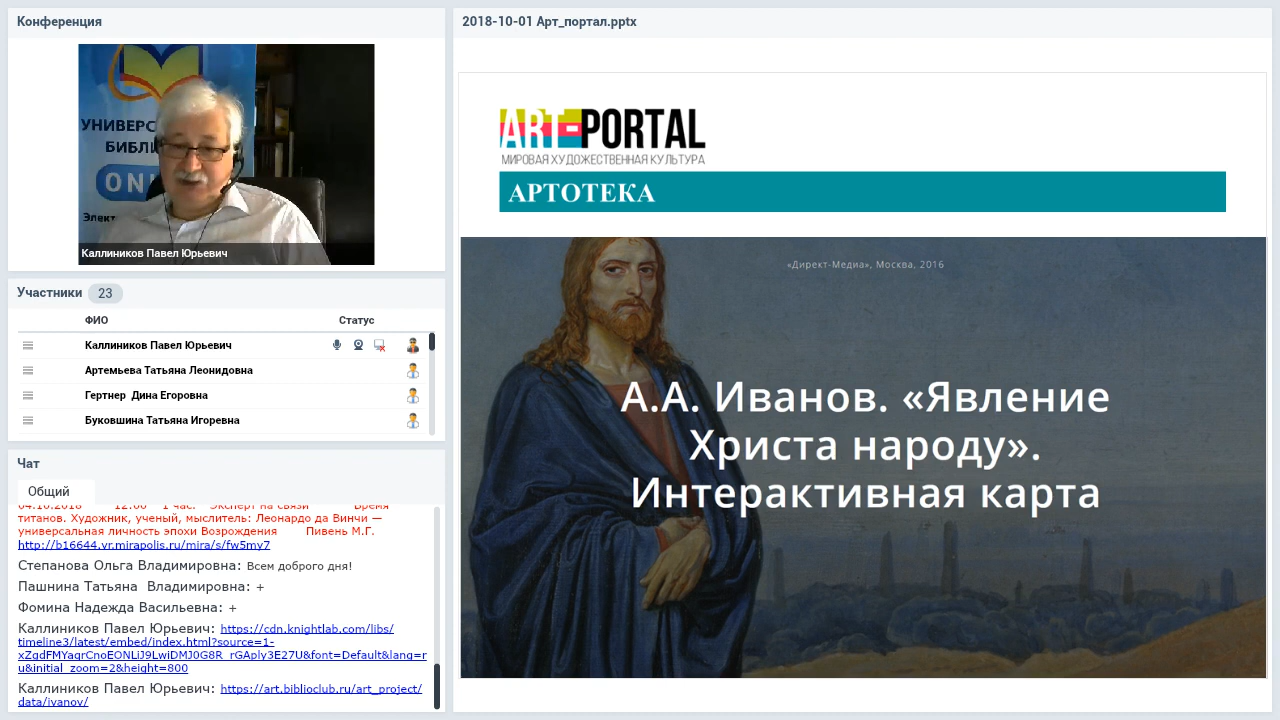 Конференция
УНИВЕРС
БИБЛИ
ONL
Элект
Каллиников Павел Юрьевич
Участники 23
ФИО Статус
Каллиников Павел Юрьевич
Артемьева Татьяна Леонидовна
Гертнер Дина Егоровна
Буковшина Татьяна Игоревна
Чат
Общий
04.10.2018 12:00 1 час. Эксперт на связи Время
титанов. Художник, ученый, мыслитель: Леонардо да Винчи —
универсальная личность эпохи Возрождения Пивень М.Г.
http://b16644.vr.mirapolis.ru/mira/s/fw5my7
Степанова Ольга Владимировна: Всем доброго дня!
Пашнина Татьяна Владимировна: +
Фомина Надежда Васильевна: +
Каллиников Павел Юрьевич: https://cdn.knightlab.com/libs/
timeline3/latest/embed/index.html?source=1-
xZgdFMYaqrCnoEONLiJ9LwiDMJ0G8R_rGAply3E27U&font=Default&lang=r
u&initial_zoom=2&height=800
Каллиников Павел Юрьевич: https://art.biblioclub.ru/art_project/
data/ivanov/
2018-10-01 Арт_портал.pptx
ART-PORTAL
МИРОВАЯ ХУДОЖЕСТВЕННАЯ КУЛЬТУРА
АРТОТЕКА
«Директ-Медиа», Москва, 2016
А.А. Иванов. «Явление
Христа народу».
Интерактивная карта